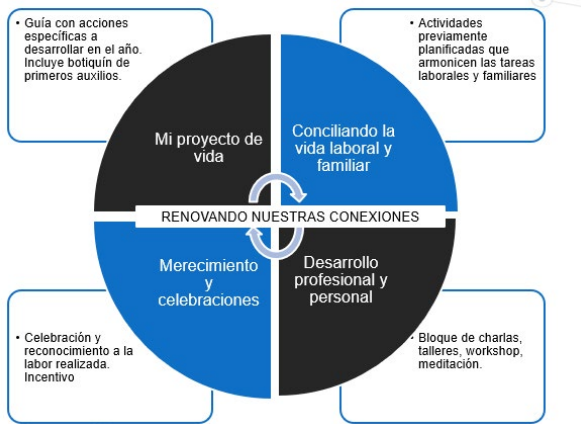 • Guía con acciones
específicas a
desarrollar en el año.
Incluye botiquín de
primeros auxilios.
• Actividades
previamente
planificadas que
armonicen las tareas
laborales y familiares
Mi proyecto de
vida
Conciliando la
vida laboral y
familiar
RENOVANDO NUESTRAS CONEXIONES
Merecimiento
y
celebraciones
Desarrollo
profesional y
personal
• Celebración y
reconocimiento a la
labor realizada.
Incentivo
• Bloque de charlas,
talleres, workshop,
meditación.